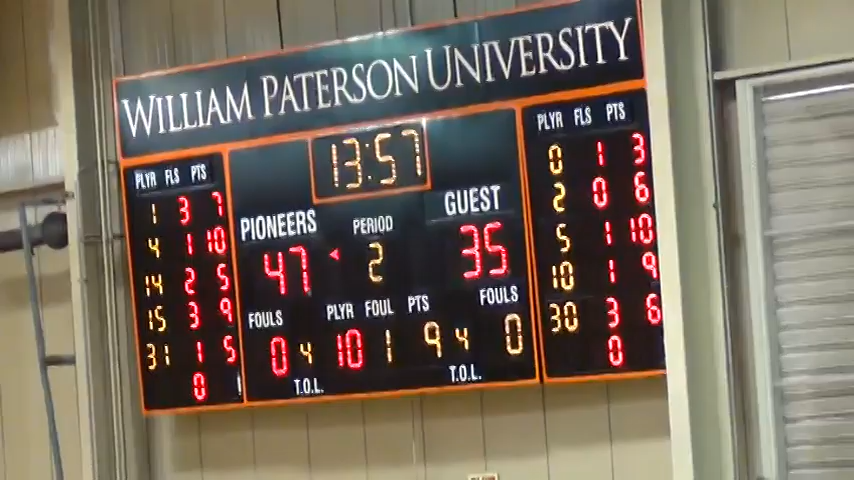 WILLIAM PATERSON UNIVERSITY
PLYR FLS PTS
1 3 7
4 1 10
14 2 5
15 3 9
31 1 5
0
13:57
PIONEERS PERIOD GUEST
47 2 35
FOULS PLYR FOUL PTS FOULS
0 4 10 1 9 4 0
T.O.L. T.O.L.
PLYR FLS PTS
0 1 3
2 0 6
5 1 10
10 1 9
30 3 6
0